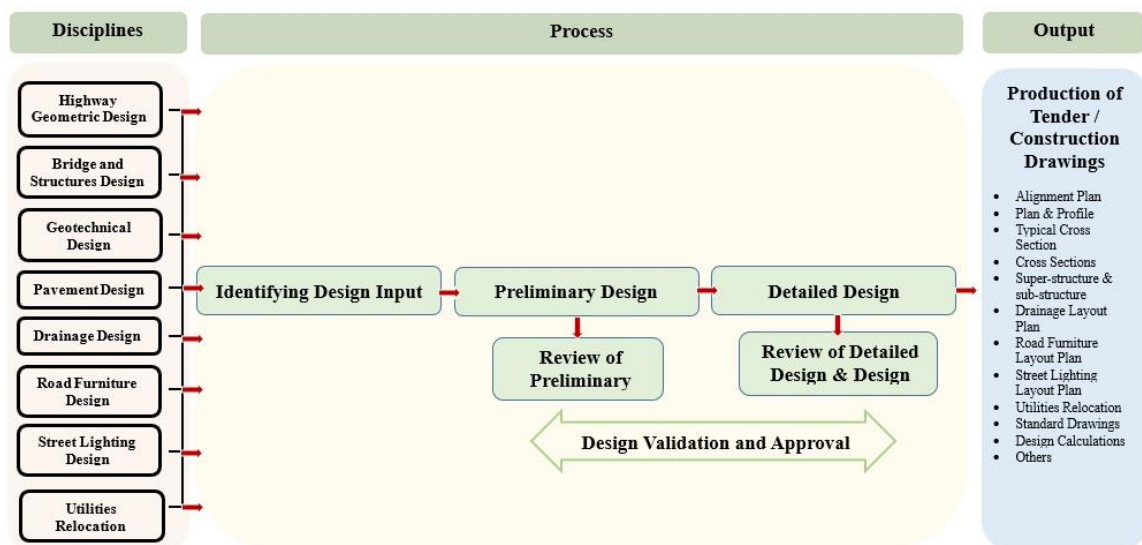 Disciplines
Process
Output
Highway
Geometric Design
Bridge and
Structures Design
Geotechnical
Design
Pavement Design
Drainage Design
Road Furniture
Design
Street Lighting
Design
Utilities
Relocation
Identifying Design Input
Preliminary Design
Detailed Design
Review of
Preliminary
Review of Detailed
Design & Design
Design Validation and Approval
Production of
Tender /
Construction
Drawings
• Alignment Plan
• Plan & Profile
• Typical Cross
Section
• Cross Sections
• Super-structure &
sub-structure
• Drainage Layout
Plan
• Road Furniture
Layout Plan
• Street Lighting
Layout Plan
• Utilities Relocation
• Standard Drawings
• Design Calculations
• Others